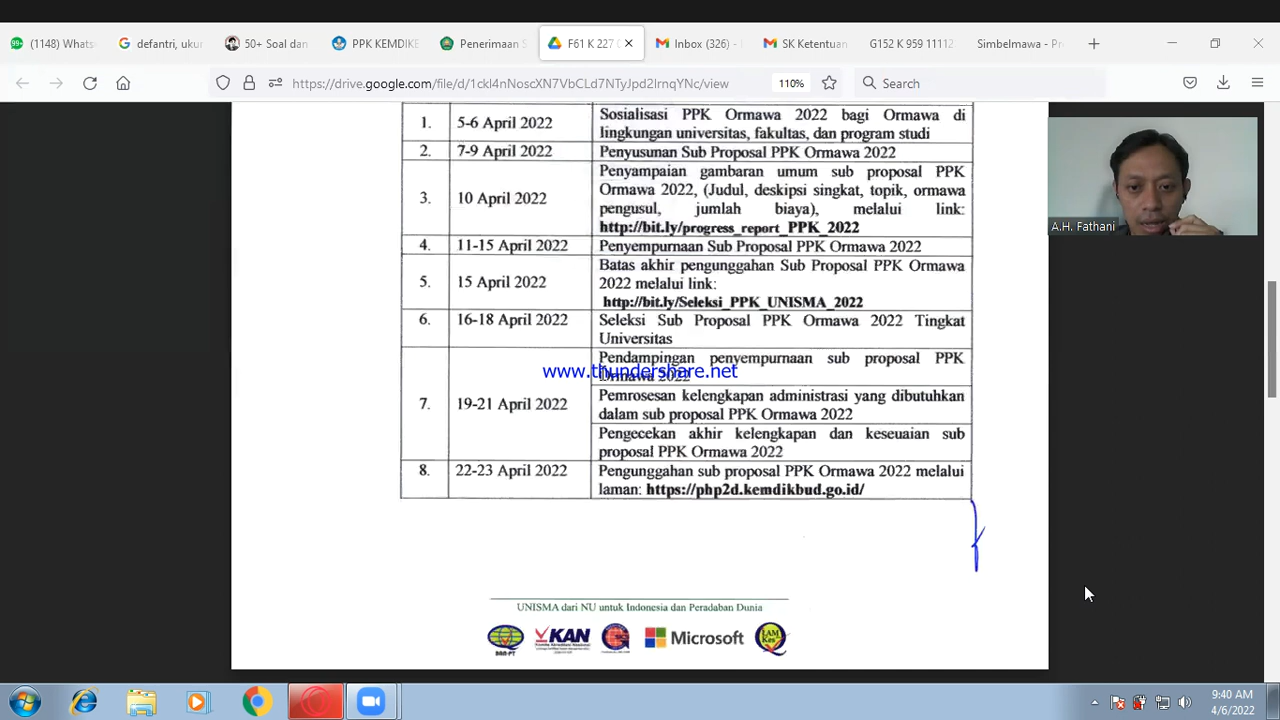 (1148) Whats
defantri, uku
50+ Soal dan
PPK KEMDIKE
Penerimaan S
F61 K 227
Inbox (326) -
SK Ketentuan
G152 K 959 11112
Simbelmawa - Pr
https://drive.google.com/file/d/1ckl4nNoscXN7VbCLd7NTyJpd2lrnqYNc/view
110%
Search
1. 5-6 April 2022 Sosialisasi PPK Ormawa 2022 bagi Ormawa di
lingkungan universitas, fakultas, dan program studi
2. 7-9 April 2022 Penyusunan Sub Proposal PPK Ormawa 2022
Penyampaian gambaran umum sub proposal PPK
3. 10 April 2022 Ormawa 2022, (Judul, deskipsi singkat, topik, ormawa
pengusul, jumlah biaya), melalui link:
http://bit.ly/progress_report_PPK_2022
4. 11-15 April 2022 Penyempurnaan Sub Proposal PPK Ormawa 2022
Batas akhir pengunggahan Sub Proposal PPK Ormawa
5. 15 April 2022 2022 melalui link:
http://bit.ly/Seleksi_PPK_UNISMA_2022
6. 16-18 April 2022 Seleksi Sub Proposal PPK Ormawa 2022 Tingkat
Universitas
Pendampingan penyempurnaan sub proposal PPK
Ormawa 2022
www.thundershare.net
7. 19-21 April 2022 Pemrosesan kelengkapan administrasi yang dibutuhkan
dalam sub proposal PPK Ormawa 2022
Pengecekan akhir kelengkapan dan keseuaian sub
proposal PPK Ormawa 2022
8. 22-23 April 2022 Pengunggahan sub proposal PPK Ormawa 2022 melalui
laman: https://php2d.kemdikbud.go.id/
UNISMA dari NU untuk Indonesia dan Peradaban Dunia
BAN-PT
KAN
Microsoft
LAM
A.H. Fathani
9:40 AM
4/6/2022